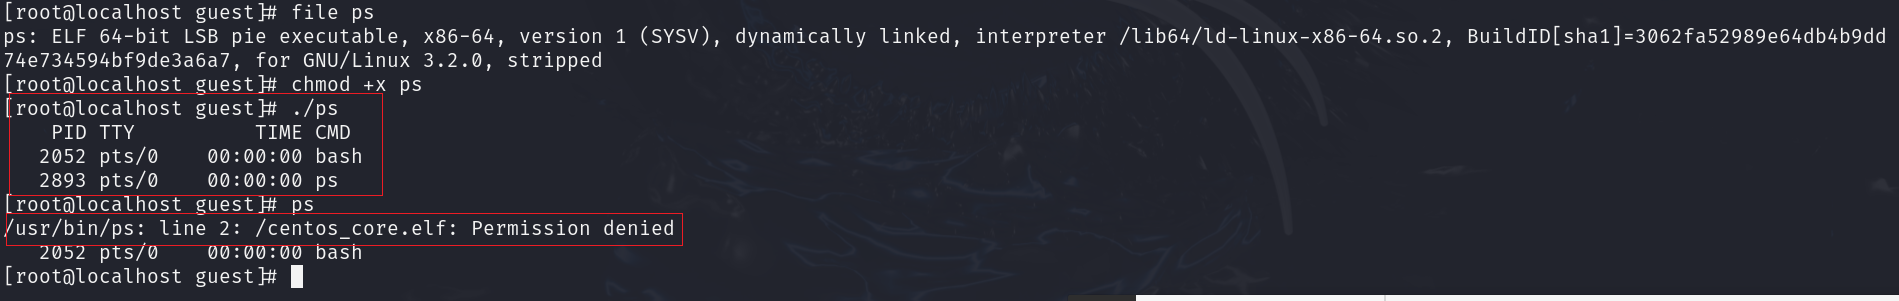 [root@localhost guest]# file ps
ps: ELF 64-bit LSB pie executable, x86-64, version 1 (SYSV), dynamically linked, interpreter /lib64/ld-linux-x86-64.so.2, BuildID[sha1]=3062fa52989e64db4b9dd
74e734594bf9de3a6a7, for GNU/Linux 3.2.0, stripped
[root@localhost guest]# chmod +x ps
[root@localhost guest]# ./ps
    PID TTY          TIME CMD
   2052 pts/0    00:00:00 bash
   2893 pts/0    00:00:00 ps
[root@localhost guest]# ps
/usr/bin/ps: line 2: /centos_core.elf: Permission denied
   2052 pts/0    00:00:00 bash
[root@localhost guest]#